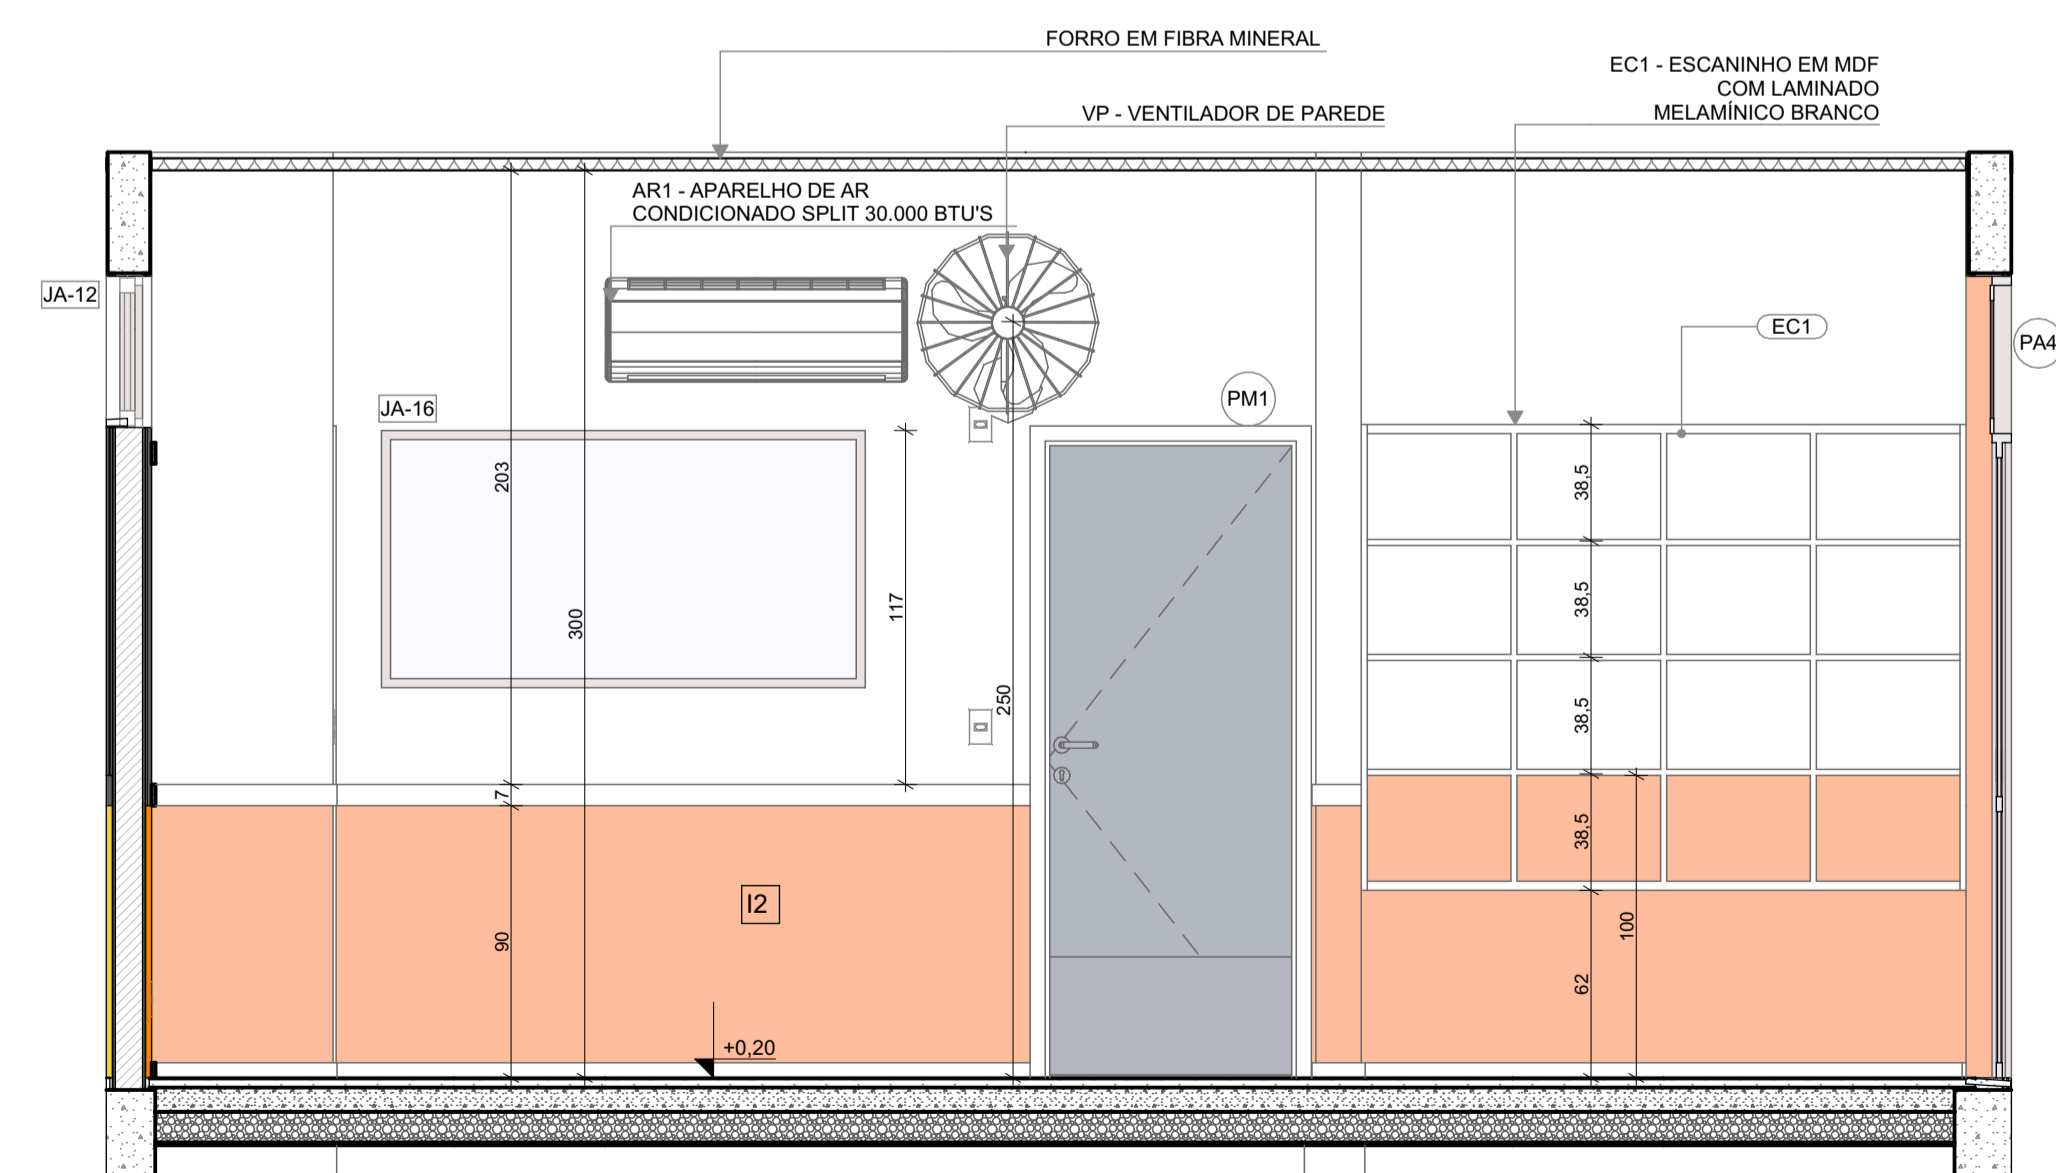 FORRO EM FIBRA MINERAL
EC1 - ESCANINHO EM MDF
COM LAMINADO
MELAMÍNICO BRANCO
VP - VENTILADOR DE PAREDE
AR1 - APARELHO DE AR
CONDICIONADO SPLIT 30.000 BTU'S
JA-12
EC1
PA4
JA-16
PM1
203
300
117
250
38,5
38,5
38,5
38,5
7
90
I2
100
62
+0,20